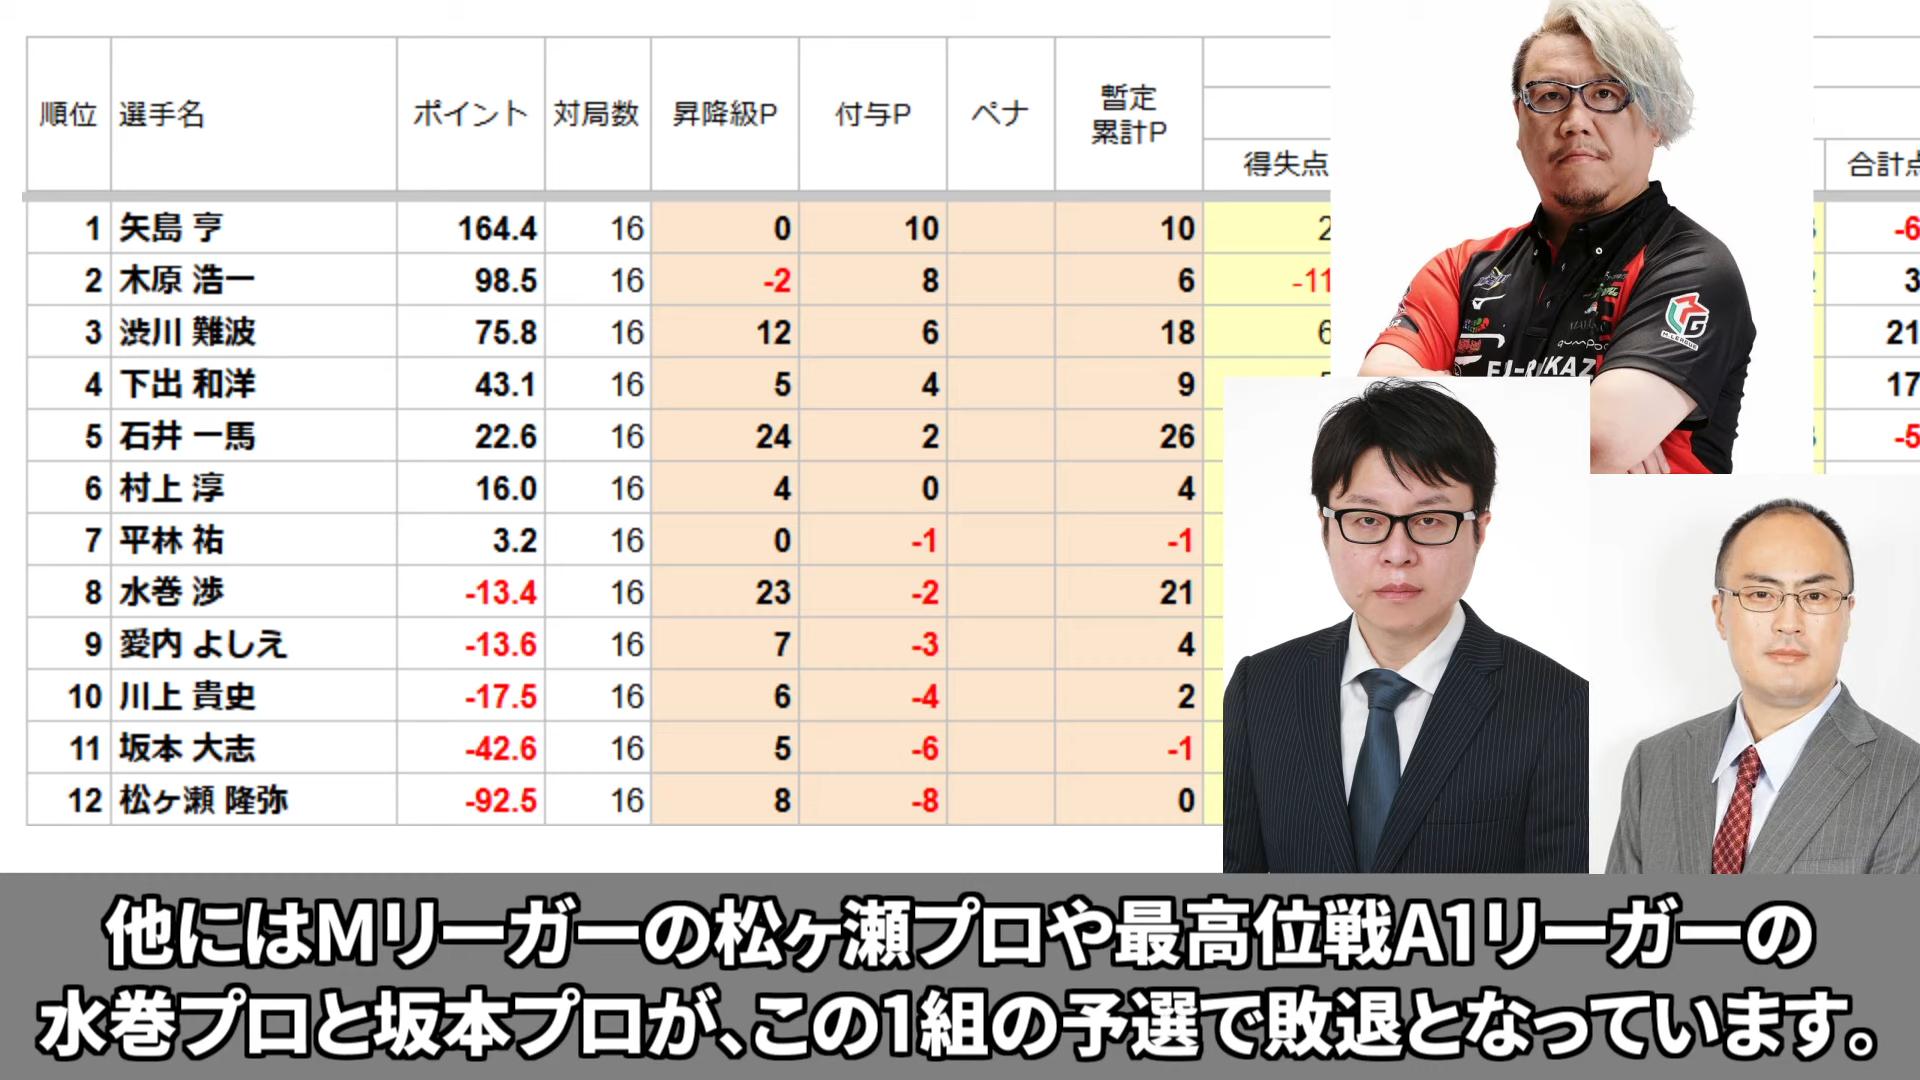 順位 選手名 ポイント 対局数 昇降級P 付与P ペナ 暫定 累計P 得失点 合計点
1 矢島 亨 164.4 16 0 10 10 2 -6
2 木原 浩一 98.5 16 -2 8 6 -11 3
3 渋川 難波 75.8 16 12 6 18 6 21
4 下出 和洋 43.1 16 5 4 9 17
5 石井 一馬 22.6 16 24 2 26 -5
6 村上 淳 16.0 16 4 0 4
7 平林 祐 3.2 16 0 -1 -1
8 水巻 渉 -13.4 16 23 -2 21
9 愛内 よしえ -13.6 16 7 -3 4
10 川上 貴史 -17.5 16 6 -4 2
11 坂本 大志 -42.6 16 5 -6 -1
12 松ヶ瀬 隆弥 -92.5 16 8 -8 0
他にはMリーガーの松ヶ瀬プロや最高位戦A1リーガーの
水巻プロと坂本プロが、この1組の予選で敗退となっています。